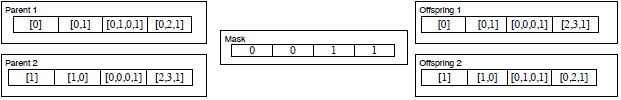 Parent 1
[0] [0,1] [0,1,0,1] [0,2,1]
Parent 2
[1] [1,0] [0,0,0,1] [2,3,1]
Mask
0 0 1 1
Offspring 1
[0] [0,1] [0,0,0,1] [2,3,1]
Offspring 2
[1] [1,0] [0,1,0,1] [0,2,1]